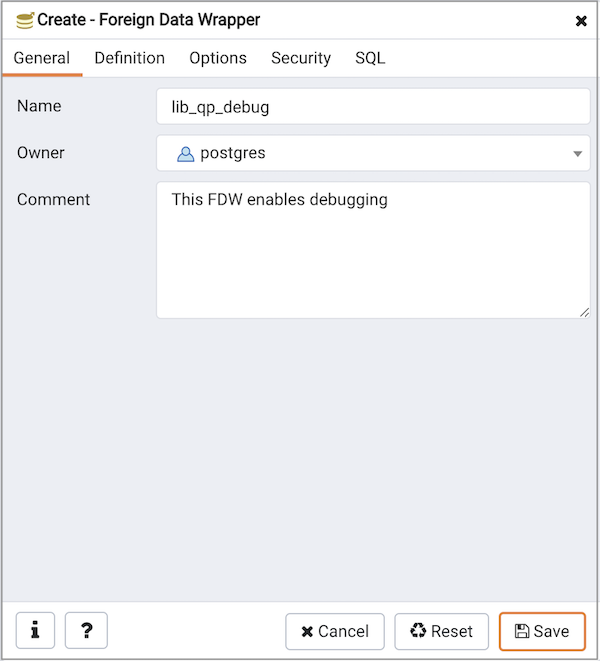 Create - Foreign Data Wrapper
General Definition Options Security SQL
Name lib_qp_debug
Owner postgres
Comment This FDW enables debugging
i ? Cancel Reset Save